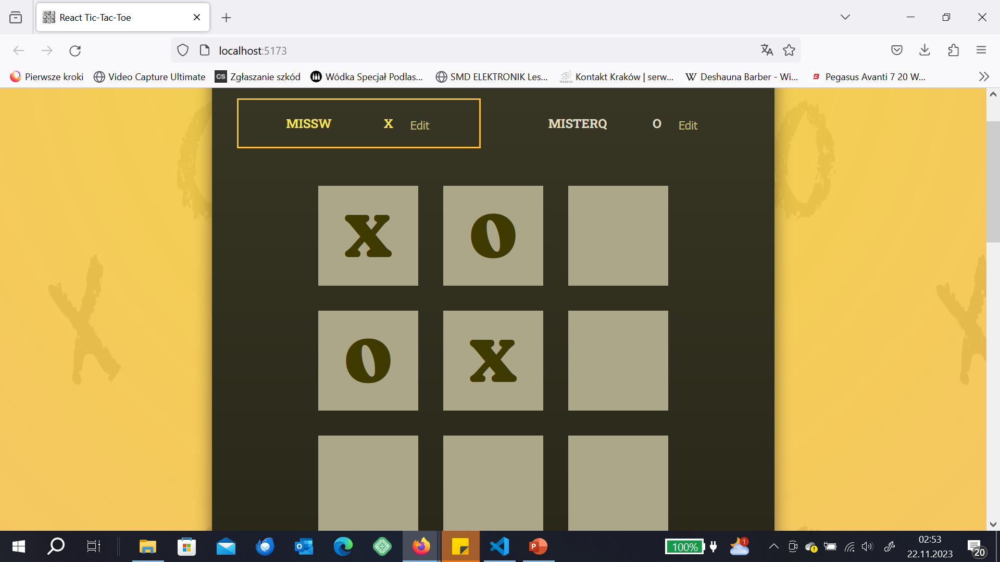 React Tic-Tac-Toe
localhost:5173
Pierwsze kroki
Video Capture Ultimate
CS
Zgłaszanie szkód
Wódka Specjał Podlas...
SMD ELEKTRONIK Les...
Kontakt Kraków | serw...
W
Deshauna Barber - Wi...
B
Pegasus Avanti 7 20 W...
MISSW X Edit
MISTERQ O Edit
X O
O X
100%
1
02:53
22.11.2023
20